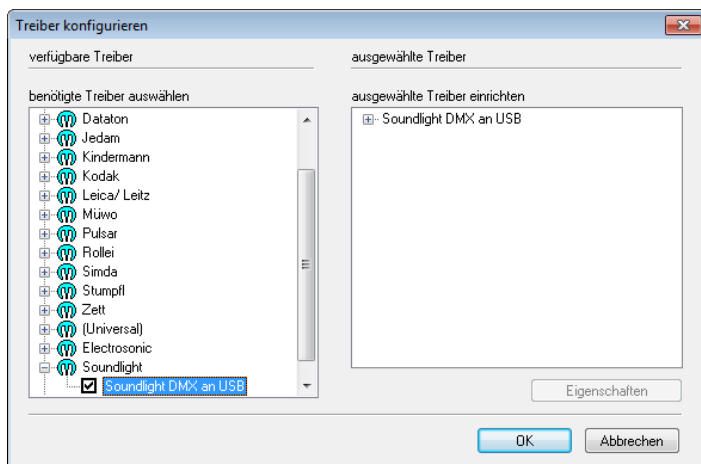 Treiber konfigurieren
verfügbare Treiber
benötigte Treiber auswählen
Dataton
Jedam
Kindermann
Kodak
Leica/ Leitz
Müwo
Pulsar
Rollei
Simda
Stumpfl
Zett
(Universal)
Electrosonic
Soundlight
Soundlight DMX an USB
ausgewählte Treiber
ausgewählte Treiber einrichten
Soundlight DMX an USB
Eigenschaften
OK
Abbrechen